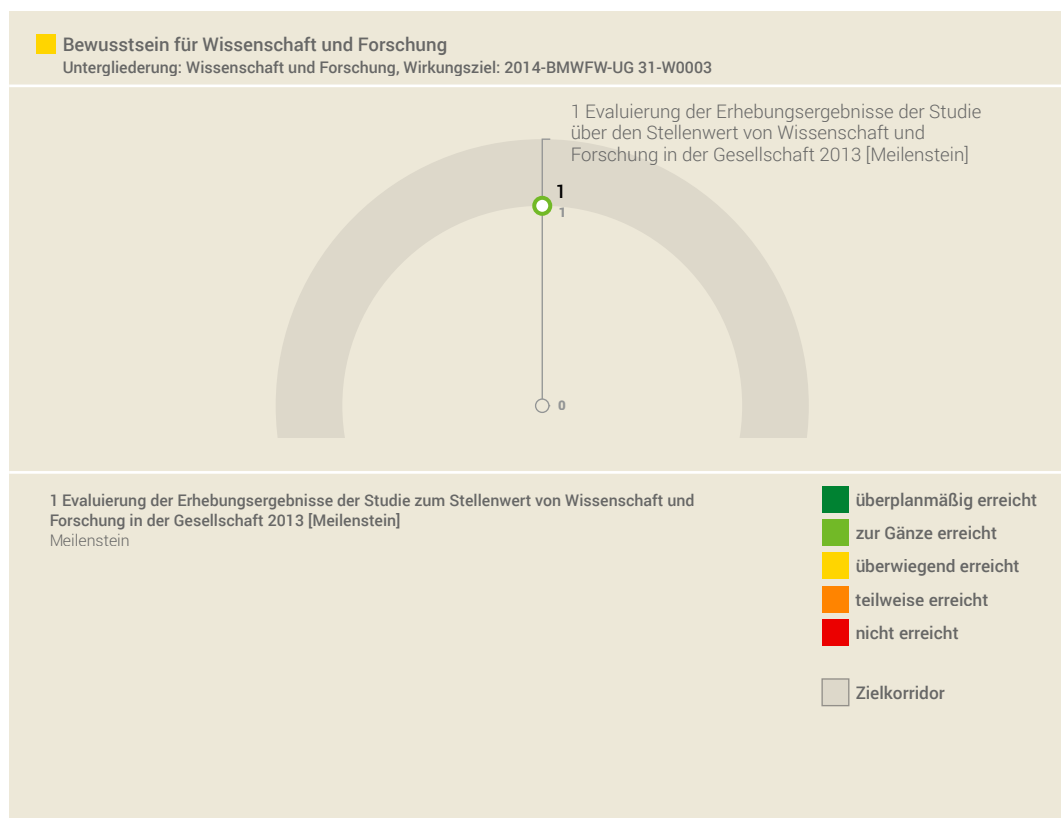 Bewusstsein für Wissenschaft und Forschung
Untergliederung: Wissenschaft und Forschung, Wirkungsziel: 2014-BMWFW-UG 31-W0003
1 Evaluierung der Erhebungsergebnisse der Studie
über den Stellenwert von Wissenschaft und
Forschung in der Gesellschaft 2013 [Meilenstein]
1
1
0
1 Evaluierung der Erhebungsergebnisse der Studie zum Stellenwert von Wissenschaft und
Forschung in der Gesellschaft 2013 [Meilenstein]
Meilenstein
überplanmäßig erreicht
zur Gänze erreicht
überwiegend erreicht
teilweise erreicht
nicht erreicht
Zielkorridor